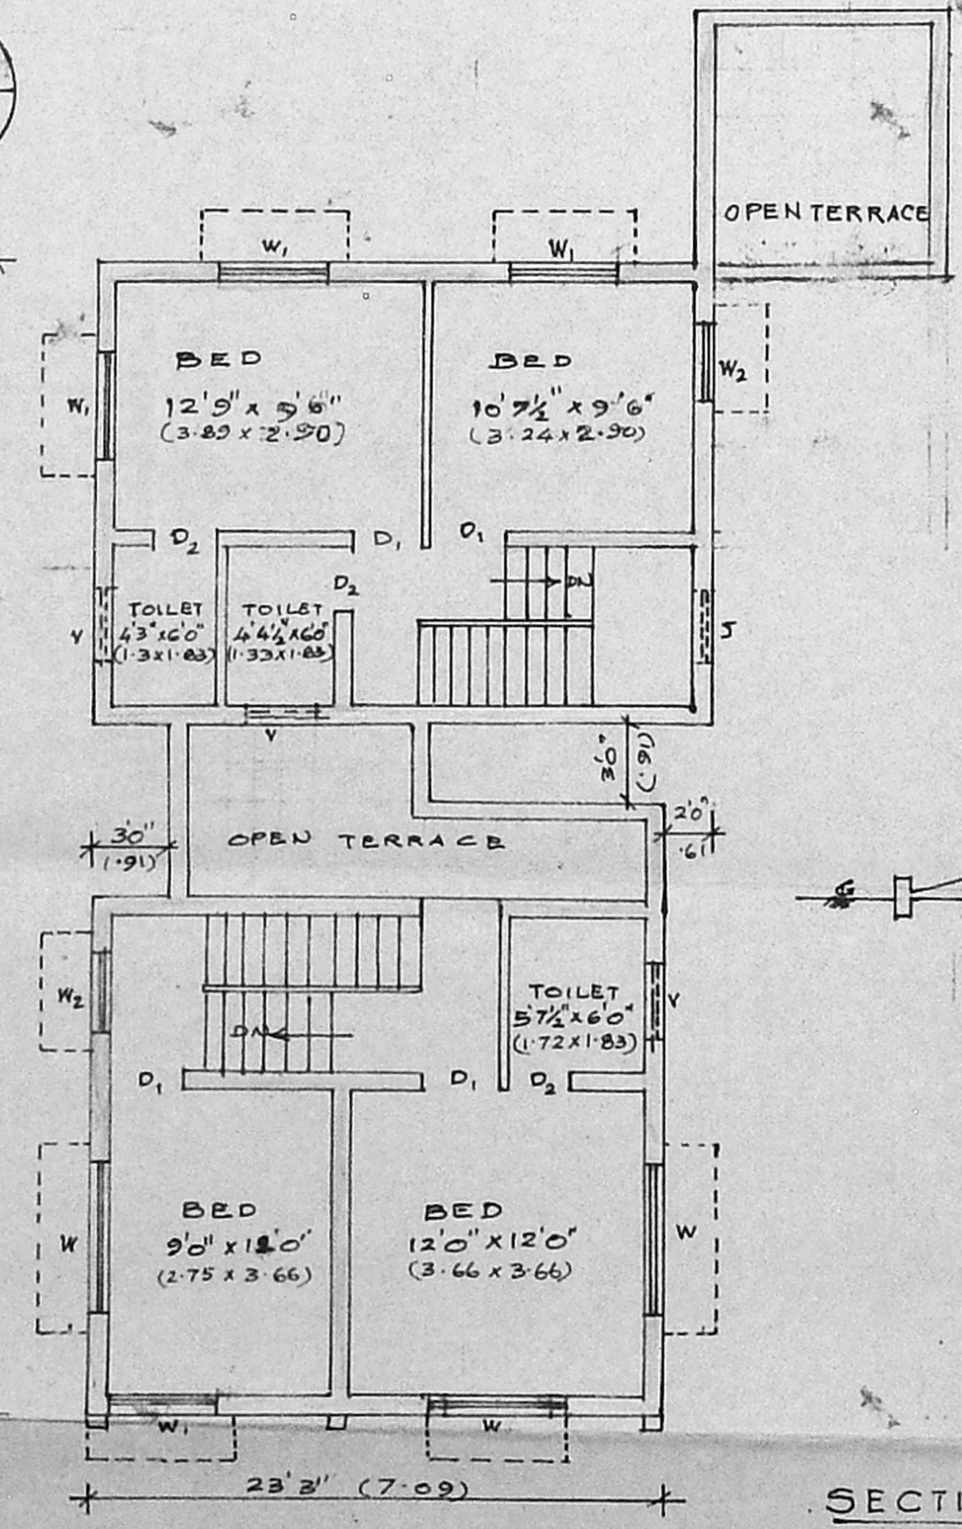 OPEN TERRACE
W1
W1
BED
12'9" x 9'6"
(3.89 x 2.90)
W1
BED
10'7½" x 9'6"
(3.24 x 2.90)
W2
D2
D1
D1
D2
DN
TOILET
4'3" x 6'0"
(1.3 x 1.83)
TOILET
4'4½" x 6'0"
(1.33 x 1.83)
V
J
V
3'0"
(.91)
OPEN TERRACE
3'0"
(.91)
2'0"
.61
W2
DN
TOILET
5'7½" x 6'0"
(1.72 x 1.83)
V
D1
D1
D2
W
BED
9'0" x 12'0"
(2.75 x 3.66)
BED
12'0" x 12'0"
(3.66 x 3.66)
W
W1
W
23'3" (7.09)
SECTI